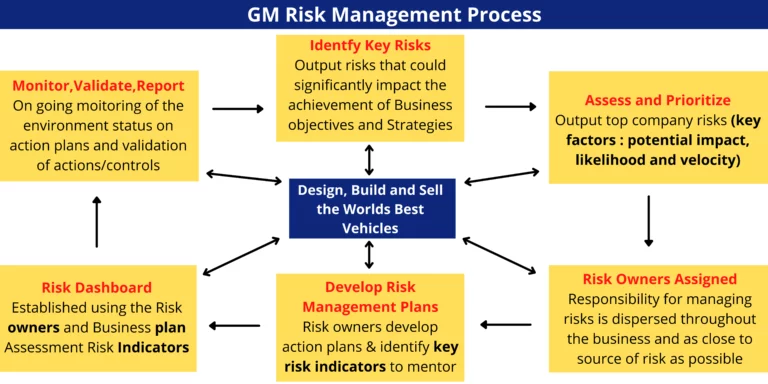 GM Risk Management Process
Identfy Key Risks
Output risks that could
significantly impact the
achievement of Business
objectives and Strategies
Monitor,Validate,Report
On going moitoring of the
environment status on
action plans and validation
of actions/controls
Assess and Prioritize
Output top company risks (key
factors : potential impact,
likelihood and velocity)
Design, Build and Sell
the Worlds Best
Vehicles
Risk Dashboard
Established using the Risk
owners and Business plan
Assessment Risk Indicators
Develop Risk
Management Plans
Risk owners develop
action plans & identify key
risk indicators to mentor
Risk Owners Assigned
Responsibility for managing
risks is dispersed throughout
the business and as close to
source of risk as possible